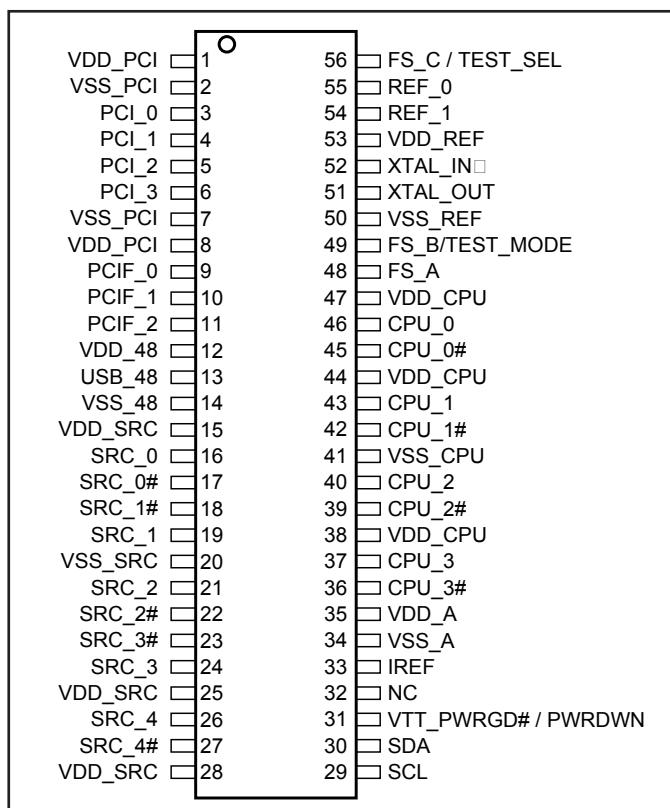 VDD_PCI 1 56 FS_C / TEST_SEL
VSS_PCI 2 55 REF_0
PCI_0 3 54 REF_1
PCI_1 4 53 VDD_REF
PCI_2 5 52 XTAL_IN□
PCI_3 6 51 XTAL_OUT
VSS_PCI 7 50 VSS_REF
VDD_PCI 8 49 FS_B/TEST_MODE
PCIF_0 9 48 FS_A
PCIF_1 10 47 VDD_CPU
PCIF_2 11 46 CPU_0
VDD_48 12 45 CPU_0#
USB_48 13 44 VDD_CPU
VSS_48 14 43 CPU_1
VDD_SRC 15 42 CPU_1#
SRC_0 16 41 VSS_CPU
SRC_0# 17 40 CPU_2
SRC_1# 18 39 CPU_2#
SRC_1 19 38 VDD_CPU
VSS_SRC 20 37 CPU_3
SRC_2 21 36 CPU_3#
SRC_2# 22 35 VDD_A
SRC_3# 23 34 VSS_A
SRC_3 24 33 IREF
VDD_SRC 25 32 NC
SRC_4 26 31 VTT_PWRGD# / PWRDWN
SRC_4# 27 30 SDA
VDD_SRC 28 29 SCL